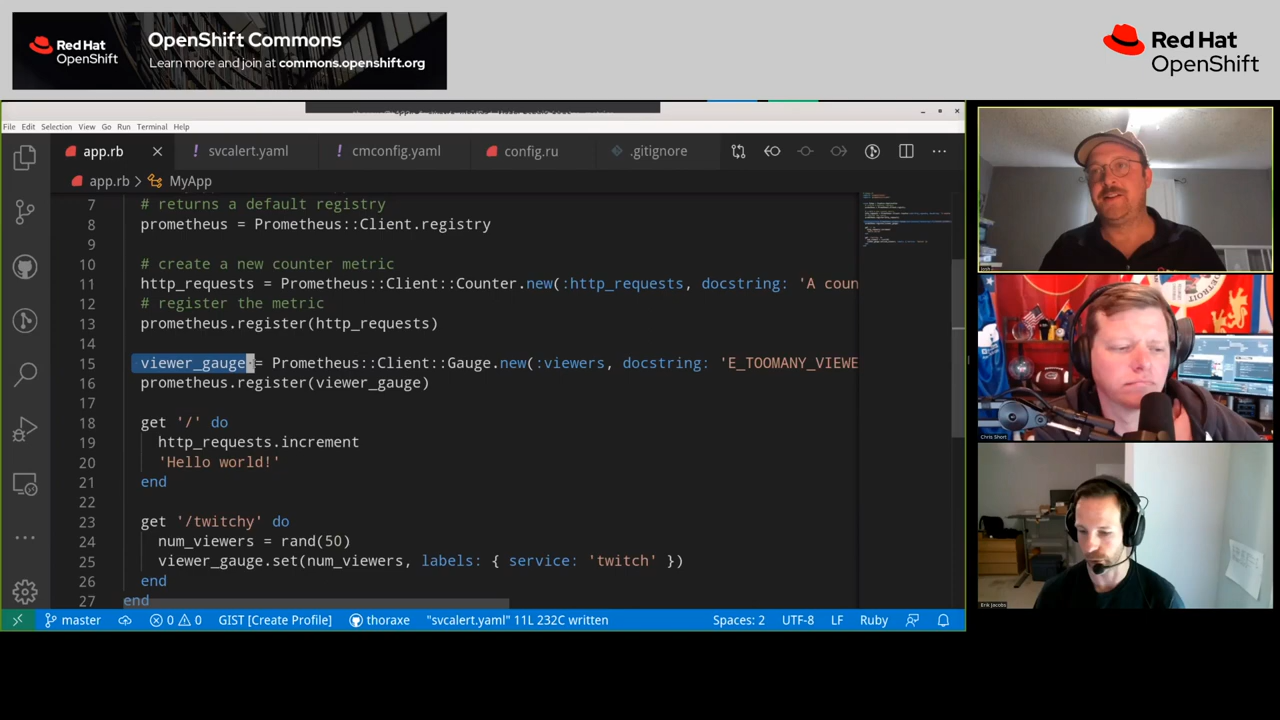 Red Hat
OpenShift
OpenShift Commons
Learn more and join at commons.openshift.org
Red Hat
OpenShift
File Edit Selection View Go Run Terminal Help
app.rb svcalert.yaml cmconfig.yaml config.ru .gitignore
app.rb > MyApp
7 # returns a default registry
8 prometheus = Prometheus::Client.registry
9
10 # create a new counter metric
11 http_requests = Prometheus::Client::Counter.new(:http_requests, docstring: 'A coun
12 # register the metric
13 prometheus.register(http_requests)
14
15 viewer_gauge = Prometheus::Client::Gauge.new(:viewers, docstring: 'E_TOOMANY_VIEWE
16 prometheus.register(viewer_gauge)
17
18 get '/' do
19 http_requests.increment
20 'Hello world!'
21 end
22
23 get '/twitchy' do
24 num_viewers = rand(50)
25 viewer_gauge.set(num_viewers, labels: { service: 'twitch' })
26 end
27 end
master 0 0 GIST [Create Profile] thoraxe "svcalert.yaml" 11L 232C written Spaces: 2 UTF-8 LF Ruby
Chris Short
Erik Jacobs